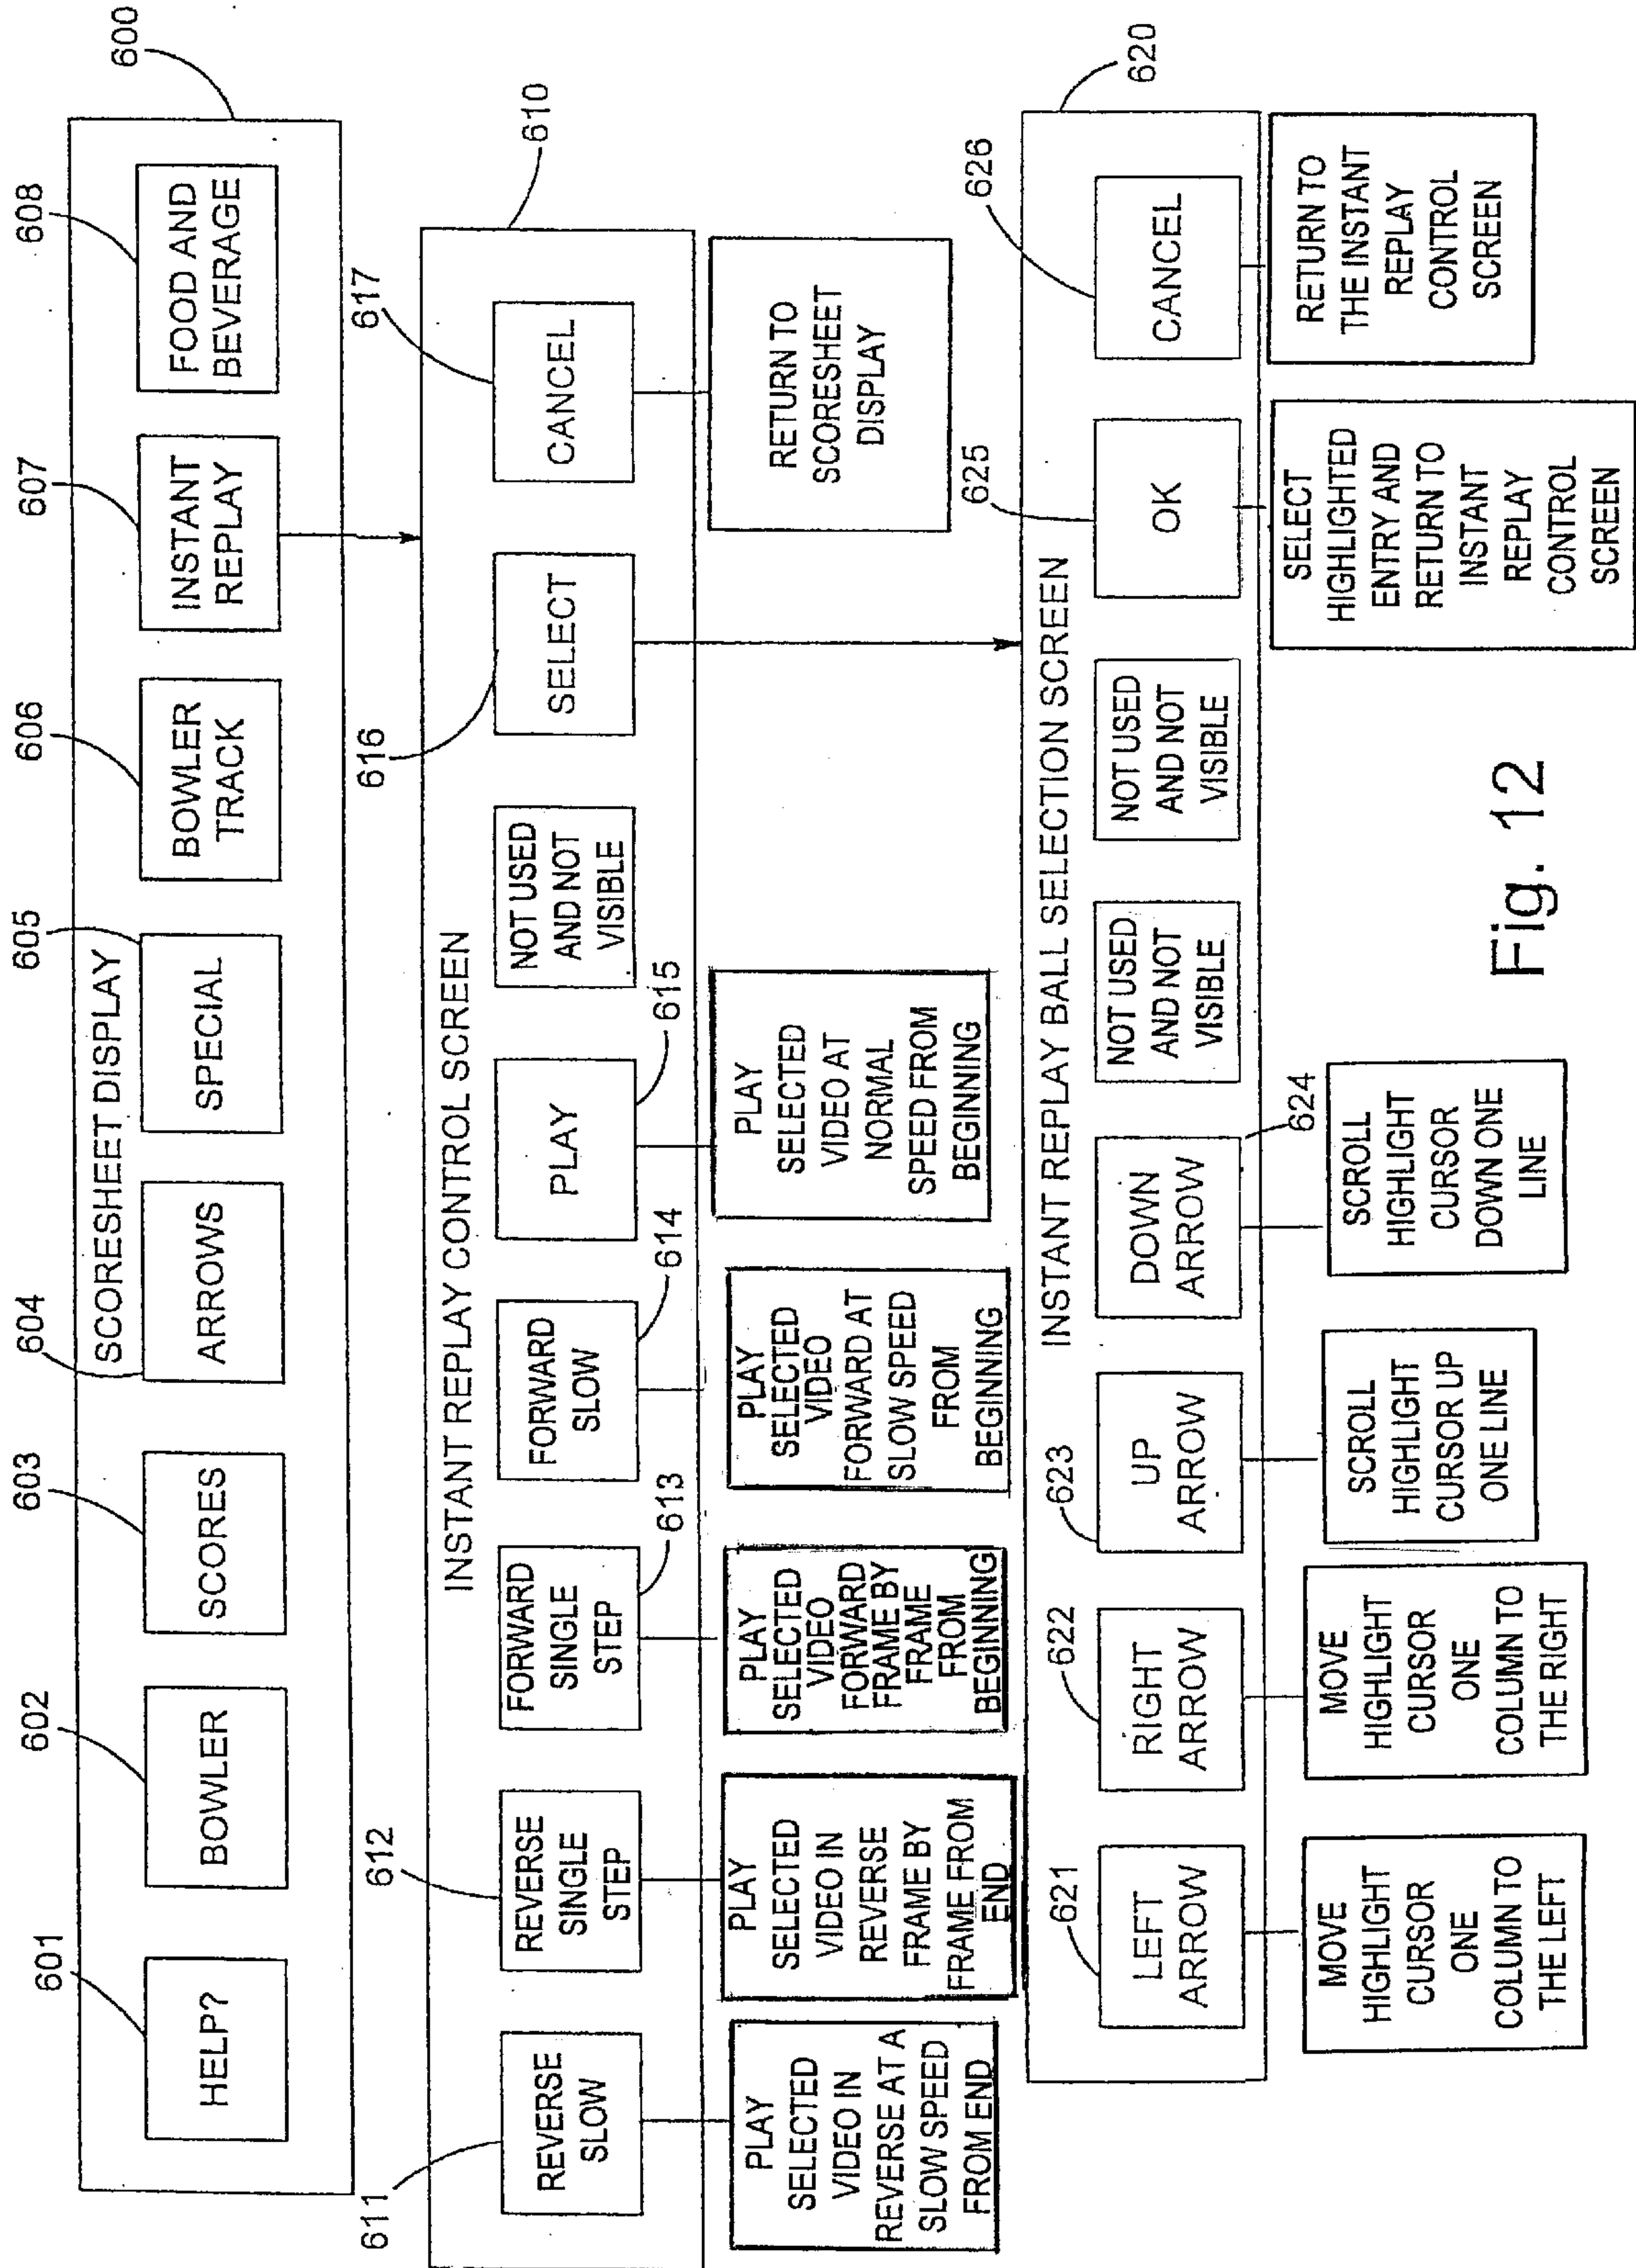 600
SCORESHEET DISPLAY
601
HELP?
602
BOWLER
603
SCORES
604
ARROWS
605
SPECIAL
606
BOWLER
TRACK
607
INSTANT
REPLAY
608
FOOD AND
BEVERAGE
610
INSTANT REPLAY CONTROL SCREEN
611
REVERSE
SLOW
612
REVERSE
SINGLE
STEP
613
FORWARD
SINGLE
STEP
614
FORWARD
SLOW
615
PLAY
NOT USED
AND NOT
VISIBLE
616
SELECT
617
CANCEL
PLAY
SELECTED
VIDEO IN
REVERSE AT A
SLOW SPEED
FROM END
PLAY
SELECTED
VIDEO IN
REVERSE
FRAME BY
FRAME FROM
END
PLAY
SELECTED
VIDEO
FORWARD
FRAME BY
FRAME
FROM
BEGINNING
PLAY
SELECTED
VIDEO
FORWARD AT
SLOW SPEED
FROM
BEGINNING
PLAY
SELECTED
VIDEO AT
NORMAL
SPEED FROM
BEGINNING
RETURN TO
SCORESHEET
DISPLAY
620
INSTANT REPLAY BALL SELECTION SCREEN
621
LEFT
ARROW
622
RIGHT
ARROW
623
UP
ARROW
624
DOWN
ARROW
NOT USED
AND NOT
VISIBLE
NOT USED
AND NOT
VISIBLE
625
OK
626
CANCEL
MOVE
HIGHLIGHT
CURSOR
ONE
COLUMN TO
THE LEFT
MOVE
HIGHLIGHT
CURSOR
ONE
COLUMN TO
THE RIGHT
SCROLL
HIGHLIGHT
CURSOR UP
ONE LINE
SCROLL
HIGHLIGHT
CURSOR
DOWN ONE
LINE
SELECT
HIGHLIGHTED
ENTRY AND
RETURN TO
INSTANT
REPLAY
CONTROL
SCREEN
RETURN TO
THE INSTANT
REPLAY
CONTROL
SCREEN
Fig. 12